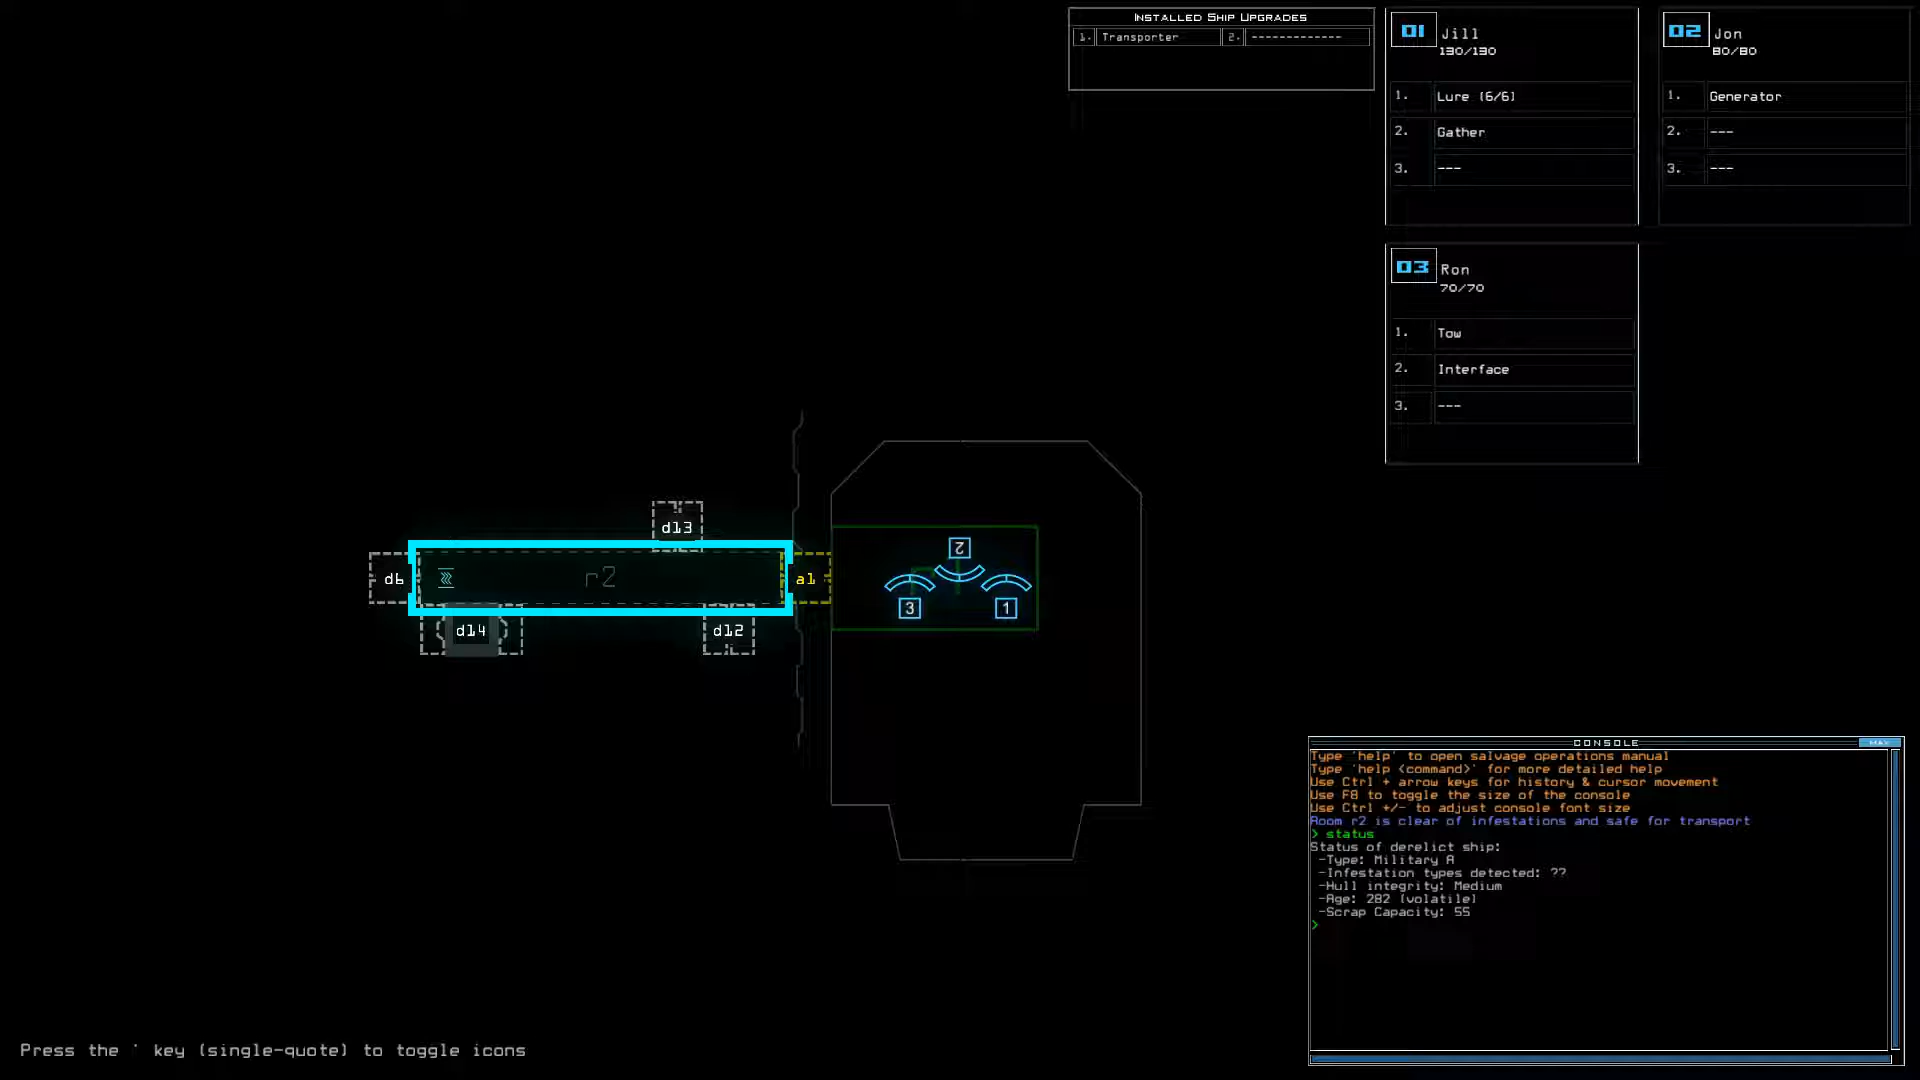 INSTALLED SHIP UPGRADES
1. Transporter 2. -------------
01 Jill
130/130
1. Lure (6/6)
2. Gather
3. ---
02 Jon
80/80
1. Generator
2. ---
3. ---
03 Ron
70/70
1. Tow
2. Interface
3. ---
d13
d6
r2
a1
d14
d12
2
3
1
CONSOLE
Type 'help' to open salvage operations manual
Type 'help <command>' for more detailed help
Use Ctrl + arrow keys for history & cursor movement
Use F8 to toggle the size of the console
Use Ctrl +/- to adjust console font size
Room r2 is clear of infestations and safe for transport
> status
Status of derelict ship:
-Type: Military A
-Infestation types detected: ??
-Hull integrity: Medium
-Age: 282 (volatile)
-Scrap Capacity: 55
>
Press the ' key (single-quote) to toggle icons